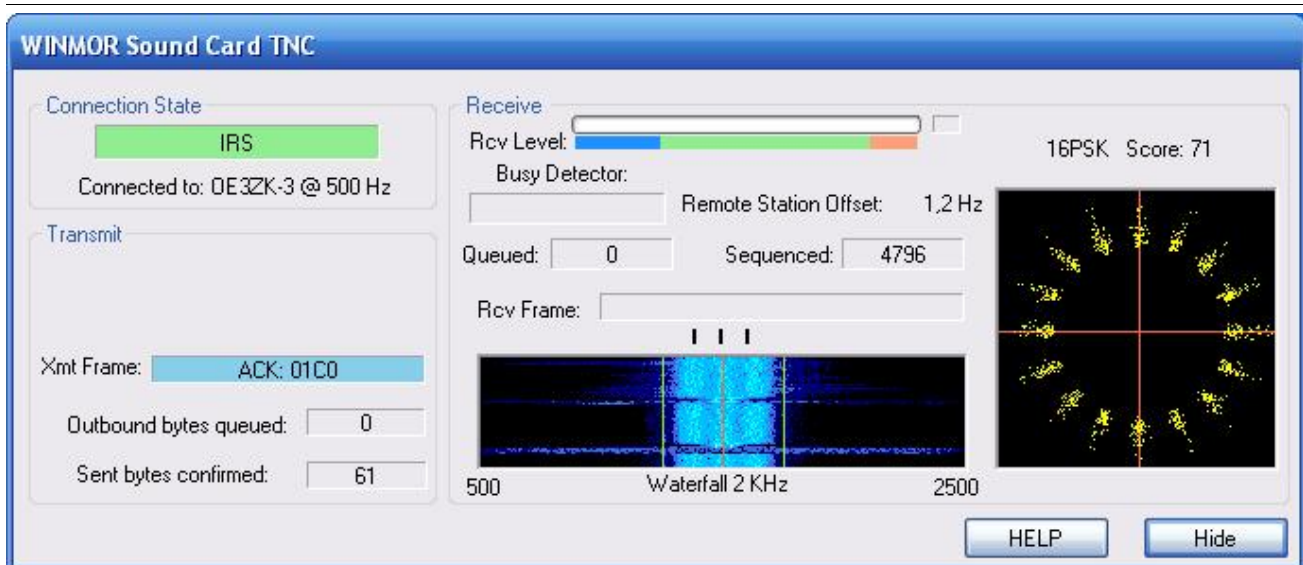 WINMOR Sound Card TNC
Connection State
IRS
Connected to: OE3ZK-3 @ 500 Hz
Transmit
Xmt Frame: ACK: 01C0
Outbound bytes queued: 0
Sent bytes confirmed: 61
Receive
Rcv Level:
Busy Detector:
Remote Station Offset: 1,2 Hz
Queued: 0 Sequenced: 4796
Rcv Frame:
500 Waterfall 2 KHz 2500
16PSK Score: 71
HELP Hide